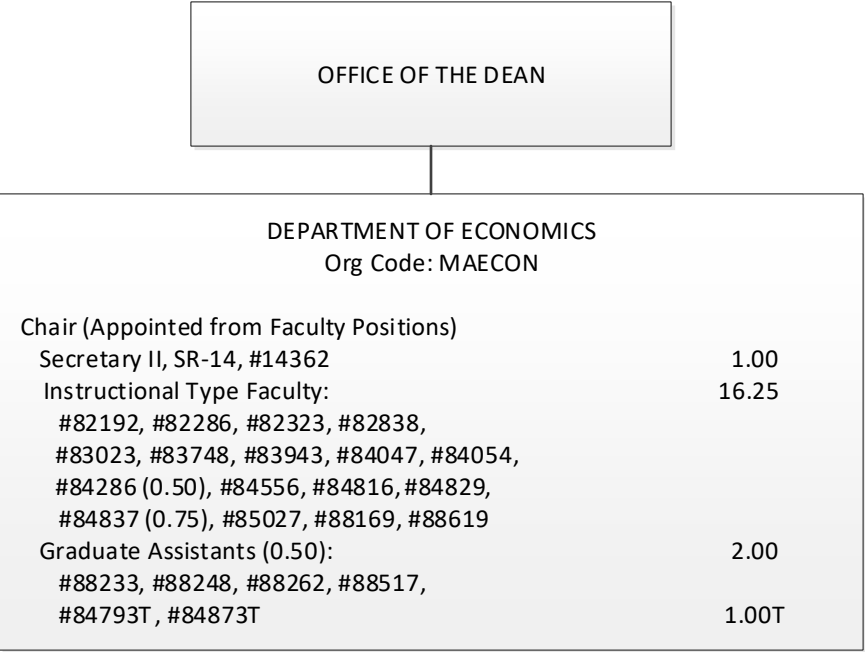 OFFICE OF THE DEAN
DEPARTMENT OF ECONOMICS
Org Code: MAECON
Chair (Appointed from Faculty Positions)
Secretary II, SR-14, #14362 1.00
Instructional Type Faculty: 16.25
#82192, #82286, #82323, #82838,
#83023, #83748, #83943, #84047, #84054,
#84286 (0.50), #84556, #84816, #84829,
#84837 (0.75), #85027, #88169, #88619
Graduate Assistants (0.50): 2.00
#88233, #88248, #88262, #88517,
#84793T, #84873T 1.00T